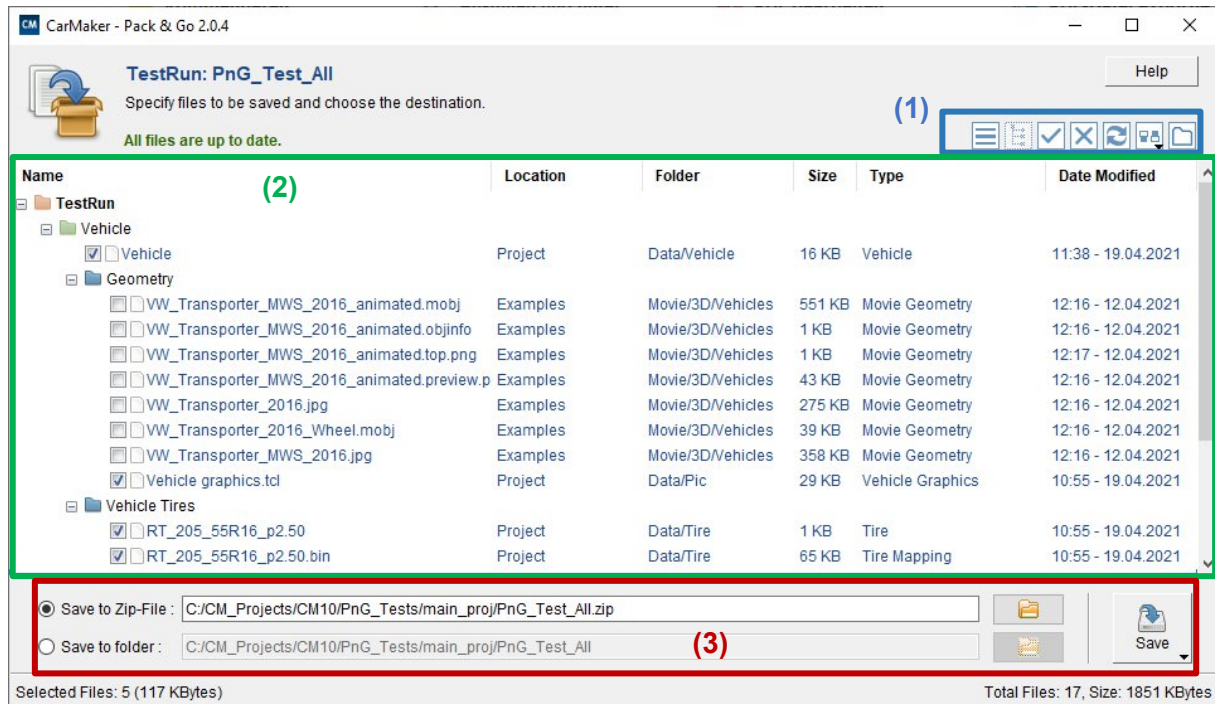 CM CarMaker - Pack & Go 2.0.4
TestRun: PnG_Test_All
Help
Specify files to be saved and choose the destination.
(1)
All files are up to date.
Name Location Folder Size Type Date Modified
(2)
TestRun
Vehicle
Vehicle Project Data/Vehicle 16 KB Vehicle 11:38 - 19.04.2021
Geometry
VW_Transporter_MWS_2016_animated.mobj Examples Movie/3D/Vehicles 551 KB Movie Geometry 12:16 - 12.04.2021
VW_Transporter_MWS_2016_animated.objinfo Examples Movie/3D/Vehicles 1 KB Movie Geometry 12:16 - 12.04.2021
VW_Transporter_MWS_2016_animated.top.png Examples Movie/3D/Vehicles 1 KB Movie Geometry 12:17 - 12.04.2021
VW_Transporter_MWS_2016_animated.preview.p Examples Movie/3D/Vehicles 43 KB Movie Geometry 12:16 - 12.04.2021
VW_Transporter_2016.jpg Examples Movie/3D/Vehicles 275 KB Movie Geometry 12:16 - 12.04.2021
VW_Transporter_2016_Wheel.mobj Examples Movie/3D/Vehicles 39 KB Movie Geometry 12:16 - 12.04.2021
VW_Transporter_MWS_2016.jpg Examples Movie/3D/Vehicles 358 KB Movie Geometry 12:16 - 12.04.2021
Vehicle graphics.tcl Project Data/Pic 29 KB Vehicle Graphics 10:55 - 19.04.2021
Vehicle Tires
RT_205_55R16_p2.50 Project Data/Tire 1 KB Tire 10:55 - 19.04.2021
RT_205_55R16_p2.50.bin Project Data/Tire 65 KB Tire Mapping 10:55 - 19.04.2021
Save to Zip-File : C:/CM_Projects/CM10/PnG_Tests/main_proj/PnG_Test_All.zip
Save to folder : C:/CM_Projects/CM10/PnG_Tests/main_proj/PnG_Test_All
(3)
Save
Selected Files: 5 (117 KBytes) Total Files: 17, Size: 1851 KBytes